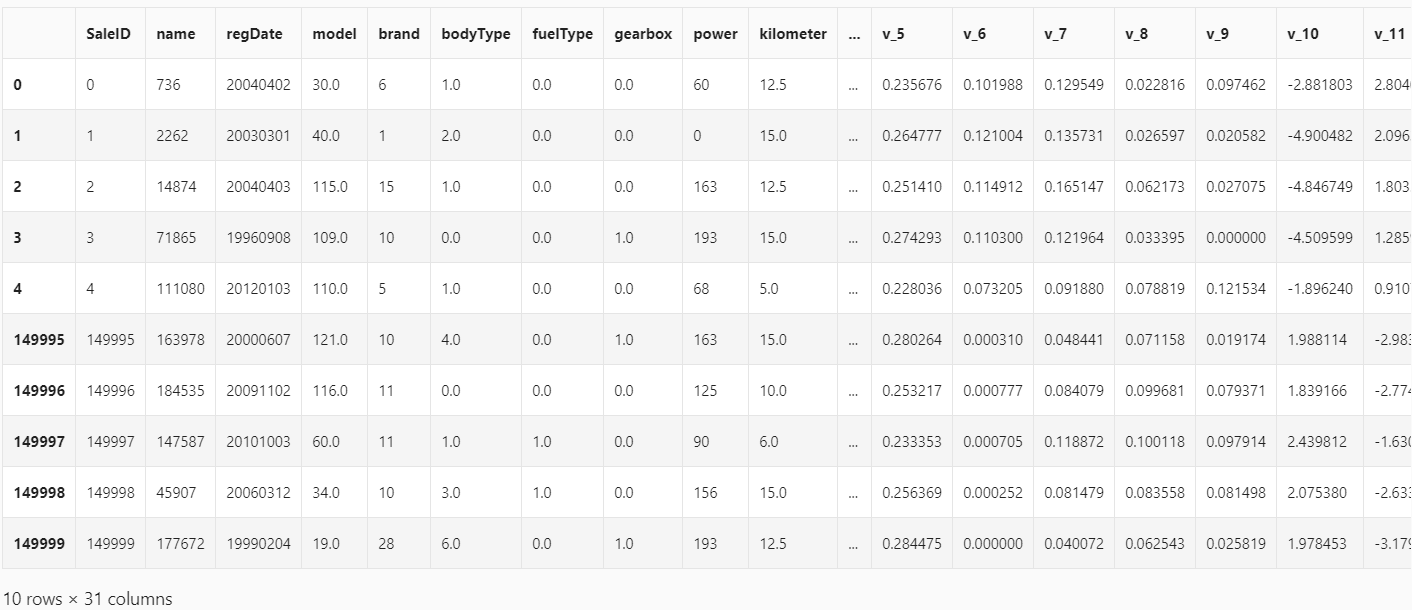 SaleID name regDate model brand bodyType fuelType gearbox power kilometer ... v_5 v_6 v_7 v_8 v_9 v_10 v_11
0 0 736 20040402 30.0 6 1.0 0.0 0.0 60 12.5 ... 0.235676 0.101988 0.129549 0.022816 0.097462 -2.881803 2.804
1 1 2262 20030301 40.0 1 2.0 0.0 0.0 0 15.0 ... 0.264777 0.121004 0.135731 0.026597 0.020582 -4.900482 2.096
2 2 14874 20040403 115.0 15 1.0 0.0 0.0 163 12.5 ... 0.251410 0.114912 0.165147 0.062173 0.027075 -4.846749 1.803
3 3 71865 19960908 109.0 10 0.0 0.0 1.0 193 15.0 ... 0.274293 0.110300 0.121964 0.033395 0.000000 -4.509599 1.285
4 4 111080 20120103 110.0 5 1.0 0.0 0.0 68 5.0 ... 0.228036 0.073205 0.091880 0.078819 0.121534 -1.896240 0.910
149995 149995 163978 20000607 121.0 10 4.0 0.0 1.0 163 15.0 ... 0.280264 0.000310 0.048441 0.071158 0.019174 1.988114 -2.983
149996 149996 184535 20091102 116.0 11 0.0 0.0 0.0 125 10.0 ... 0.253217 0.000777 0.084079 0.099681 0.079371 1.839166 -2.774
149997 149997 147587 20101003 60.0 11 1.0 1.0 0.0 90 6.0 ... 0.233353 0.000705 0.118872 0.100118 0.097914 2.439812 -1.630
149998 149998 45907 20060312 34.0 10 3.0 1.0 0.0 156 15.0 ... 0.256369 0.000252 0.081479 0.083558 0.081498 2.075380 -2.633
149999 149999 177672 19990204 19.0 28 6.0 0.0 1.0 193 12.5 ... 0.284475 0.000000 0.040072 0.062543 0.025819 1.978453 -3.179
10 rows × 31 columns